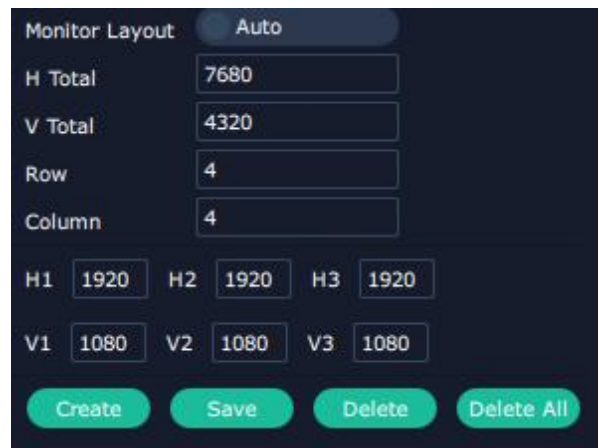 Monitor Layout Auto
H Total 7680
V Total 4320
Row 4
Column 4
H1 1920 H2 1920 H3 1920
V1 1080 V2 1080 V3 1080
Create Save Delete Delete All